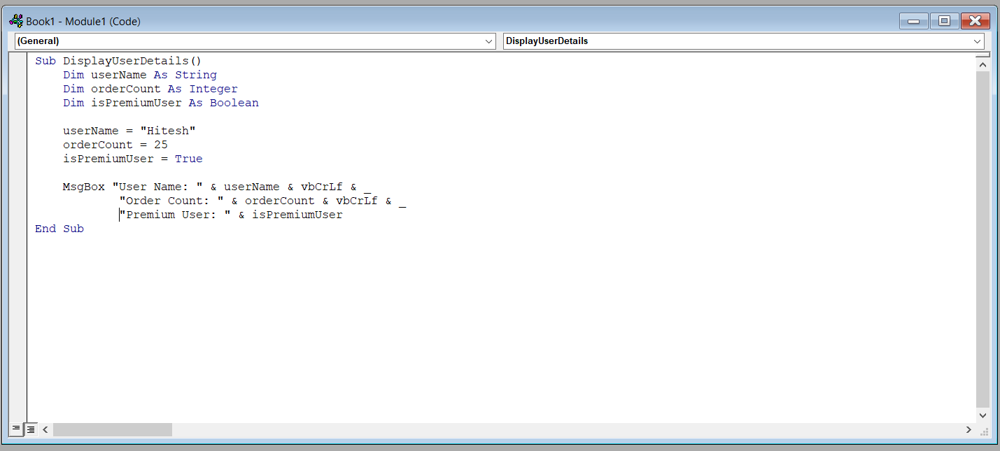 Book1 - Module1 (Code)
(General) DisplayUserDetails
Sub DisplayUserDetails()
    Dim userName As String
    Dim orderCount As Integer
    Dim isPremiumUser As Boolean

    userName = "Hitesh"
    orderCount = 25
    isPremiumUser = True

    MsgBox "User Name: " & userName & vbCrLf & _
            "Order Count: " & orderCount & vbCrLf & _
            "Premium User: " & isPremiumUser
End Sub